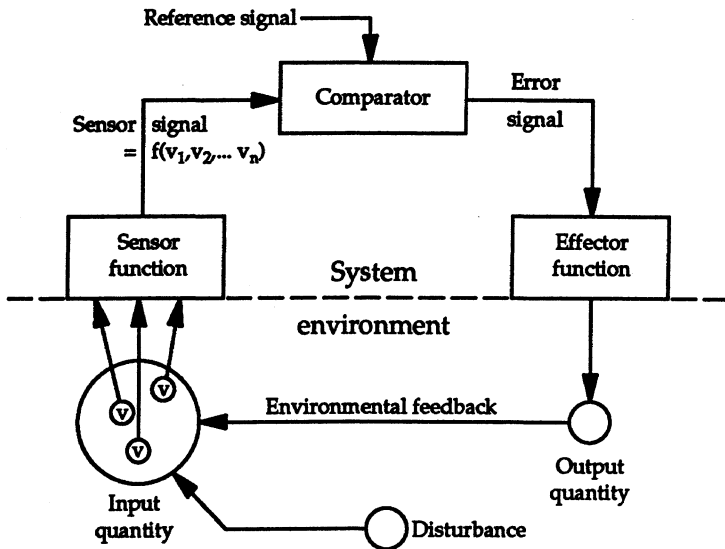 Reference signal
Comparator
Error
signal
Sensor signal
= f(v₁,v₂,... vₙ)
Sensor
function
Effector
function
System
environment
v
v
v
Environmental feedback
Input
quantity
Output
quantity
Disturbance